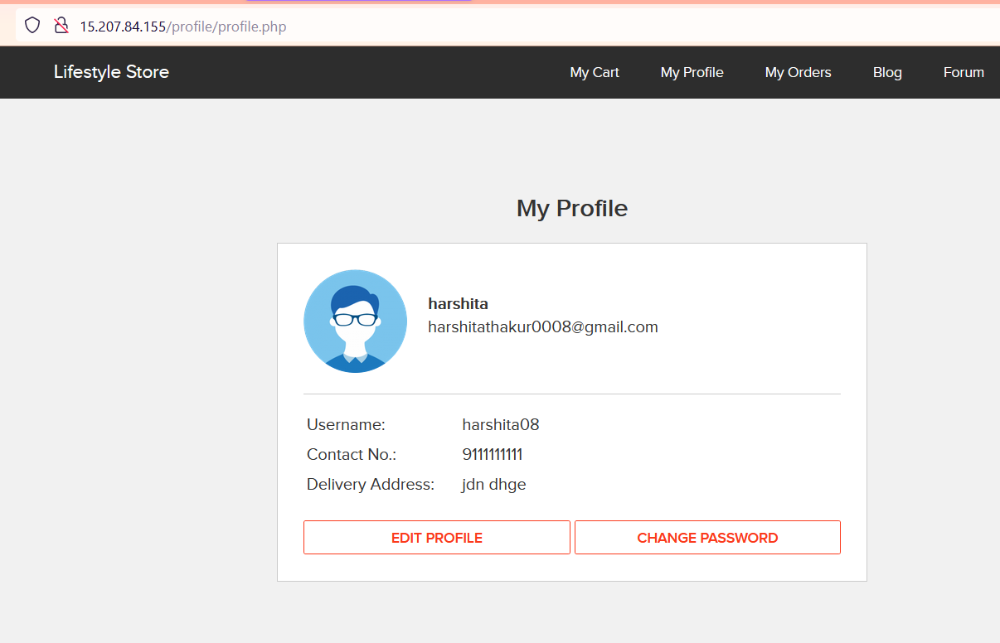 15.207.84.155/profile/profile.php
Lifestyle Store My Cart My Profile My Orders Blog Forum
My Profile
harshita
harshitathakur0008@gmail.com
Username: harshita08
Contact No.: 9111111111
Delivery Address: jdn dhge
EDIT PROFILE CHANGE PASSWORD